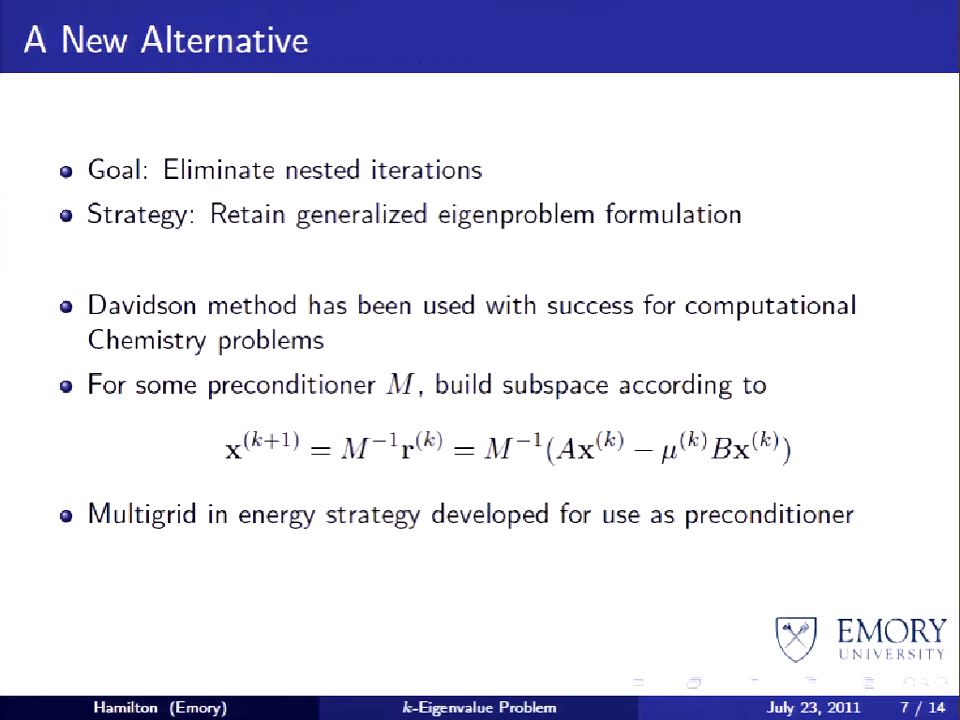 A New Alternative
Goal: Eliminate nested iterations
Strategy: Retain generalized eigenproblem formulation
Davidson method has been used with success for computational
Chemistry problems
For some preconditioner M, build subspace according to
x^(k+1) = M^−1 r^(k) = M^−1(Ax^(k) − μ^(k)Bx^(k))
Multigrid in energy strategy developed for use as preconditioner
EMORY
UNIVERSITY
Hamilton (Emory) k-Eigenvalue Problem July 23, 2011 7 / 14